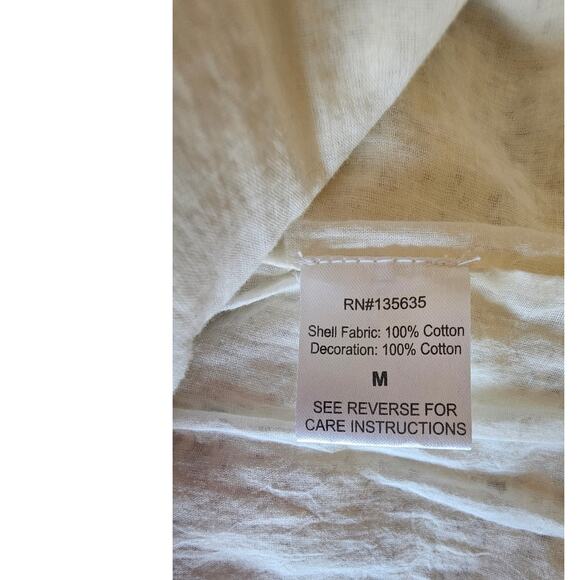 RN#135635
Shell Fabric: 100% Cotton
Decoration: 100% Cotton
M
SEE REVERSE FOR
CARE INSTRUCTIONS